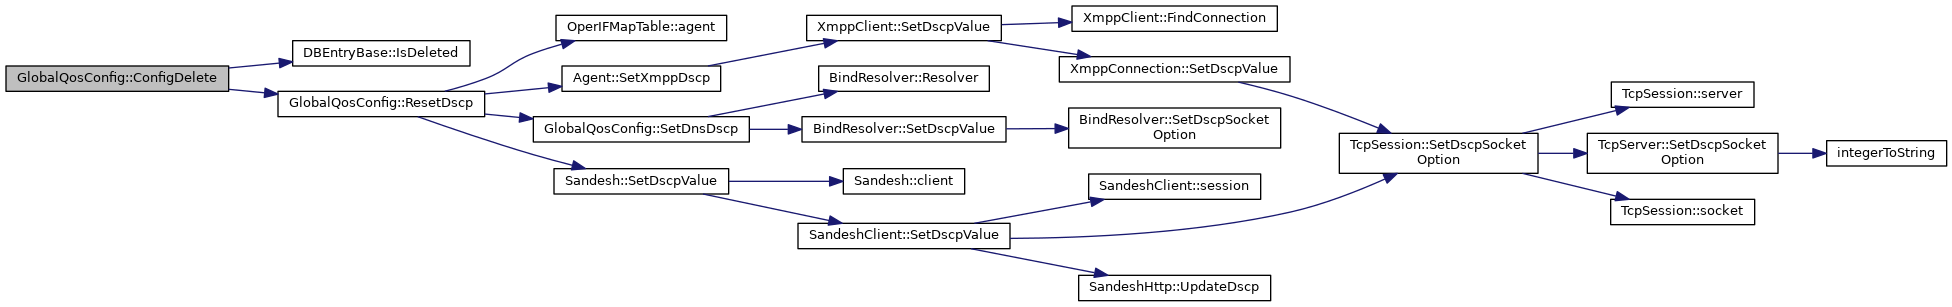 GlobalQosConfig::ConfigDelete
DBEntryBase::IsDeleted
GlobalQosConfig::ResetDscp
OperIFMapTable::agent
Agent::SetXmppDscp
GlobalQosConfig::SetDnsDscp
Sandesh::SetDscpValue
XmppClient::SetDscpValue
BindResolver::Resolver
BindResolver::SetDscpValue
Sandesh::client
SandeshClient::SetDscpValue
XmppClient::FindConnection
XmppConnection::SetDscpValue
BindResolver::SetDscpSocket
Option
SandeshClient::session
SandeshHttp::UpdateDscp
TcpSession::SetDscpSocket
Option
TcpSession::server
TcpServer::SetDscpSocket
Option
TcpSession::socket
integerToString